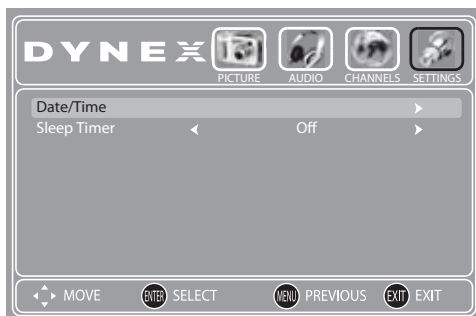 DYNEX
PICTURE AUDIO CHANNELS SETTINGS
Date/Time
Sleep Timer Off
MOVE ENTER SELECT MENU PREVIOUS EXIT EXIT